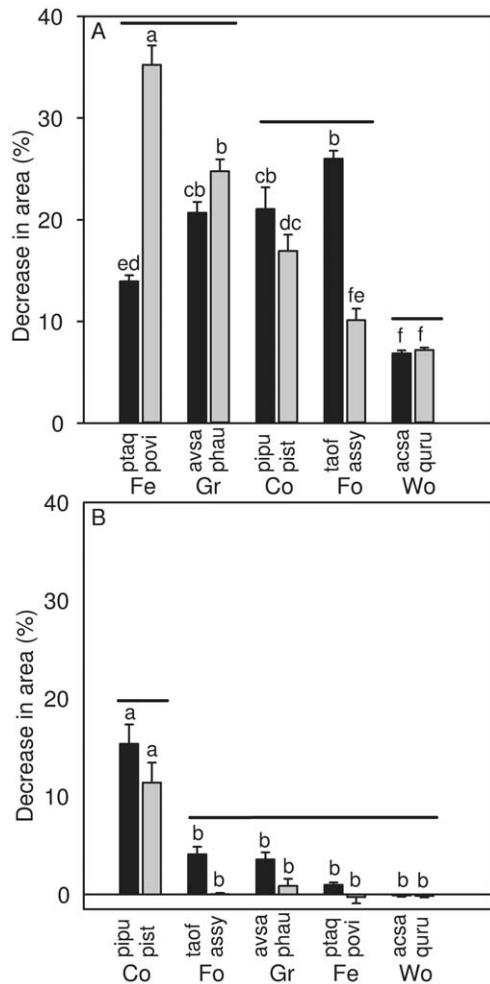 A
Decrease in area (%)
40
30
20
10
0
a
b
b
cb
cb
dc
ed
fe
f f
ptaq povi avsa phau pipu pist taof assy acsa quru
Fe Gr Co Fo Wo
B
Decrease in area (%)
40
30
20
10
0
a
a
b b b b b b b b
pipu pist taof assy avsa phau ptaq povi acsa quru
Co Fo Gr Fe Wo